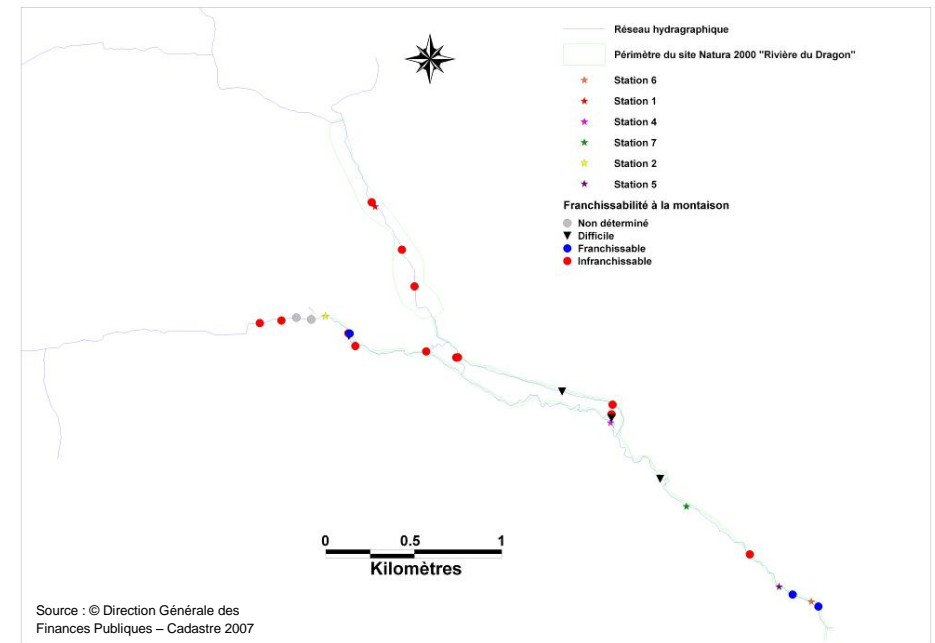 Réseau hydragraphique
Périmètre du site Natura 2000 "Rivière du Dragon"
Station 6
Station 1
Station 4
Station 7
Station 2
Station 5
Franchissabilité à la montaison
Non déterminé
Difficile
Franchissable
Infranchissable
0 0.5 1
Kilomètres
Source : © Direction Générale des
Finances Publiques – Cadastre 2007